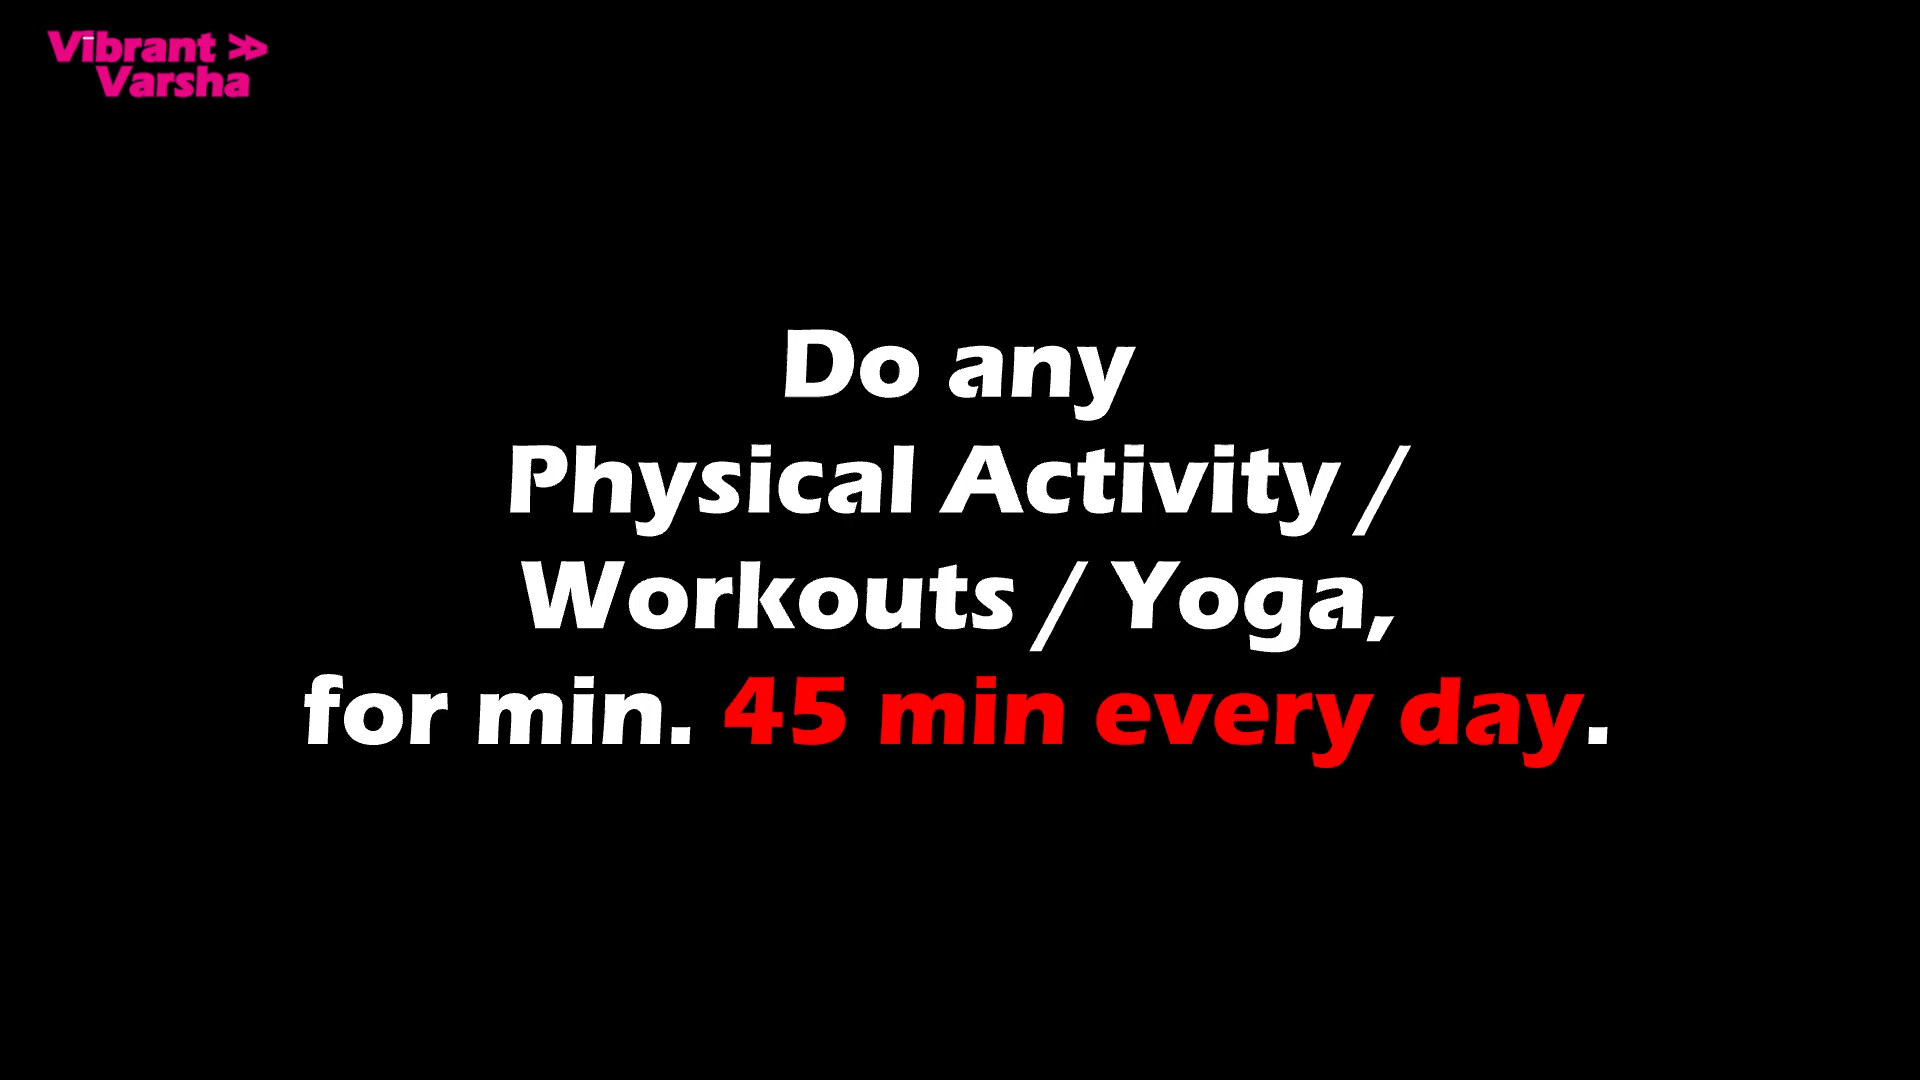 Vibrant >>
Varsha
Do any
Physical Activity /
Workouts / Yoga,
for min. 45 min every day.